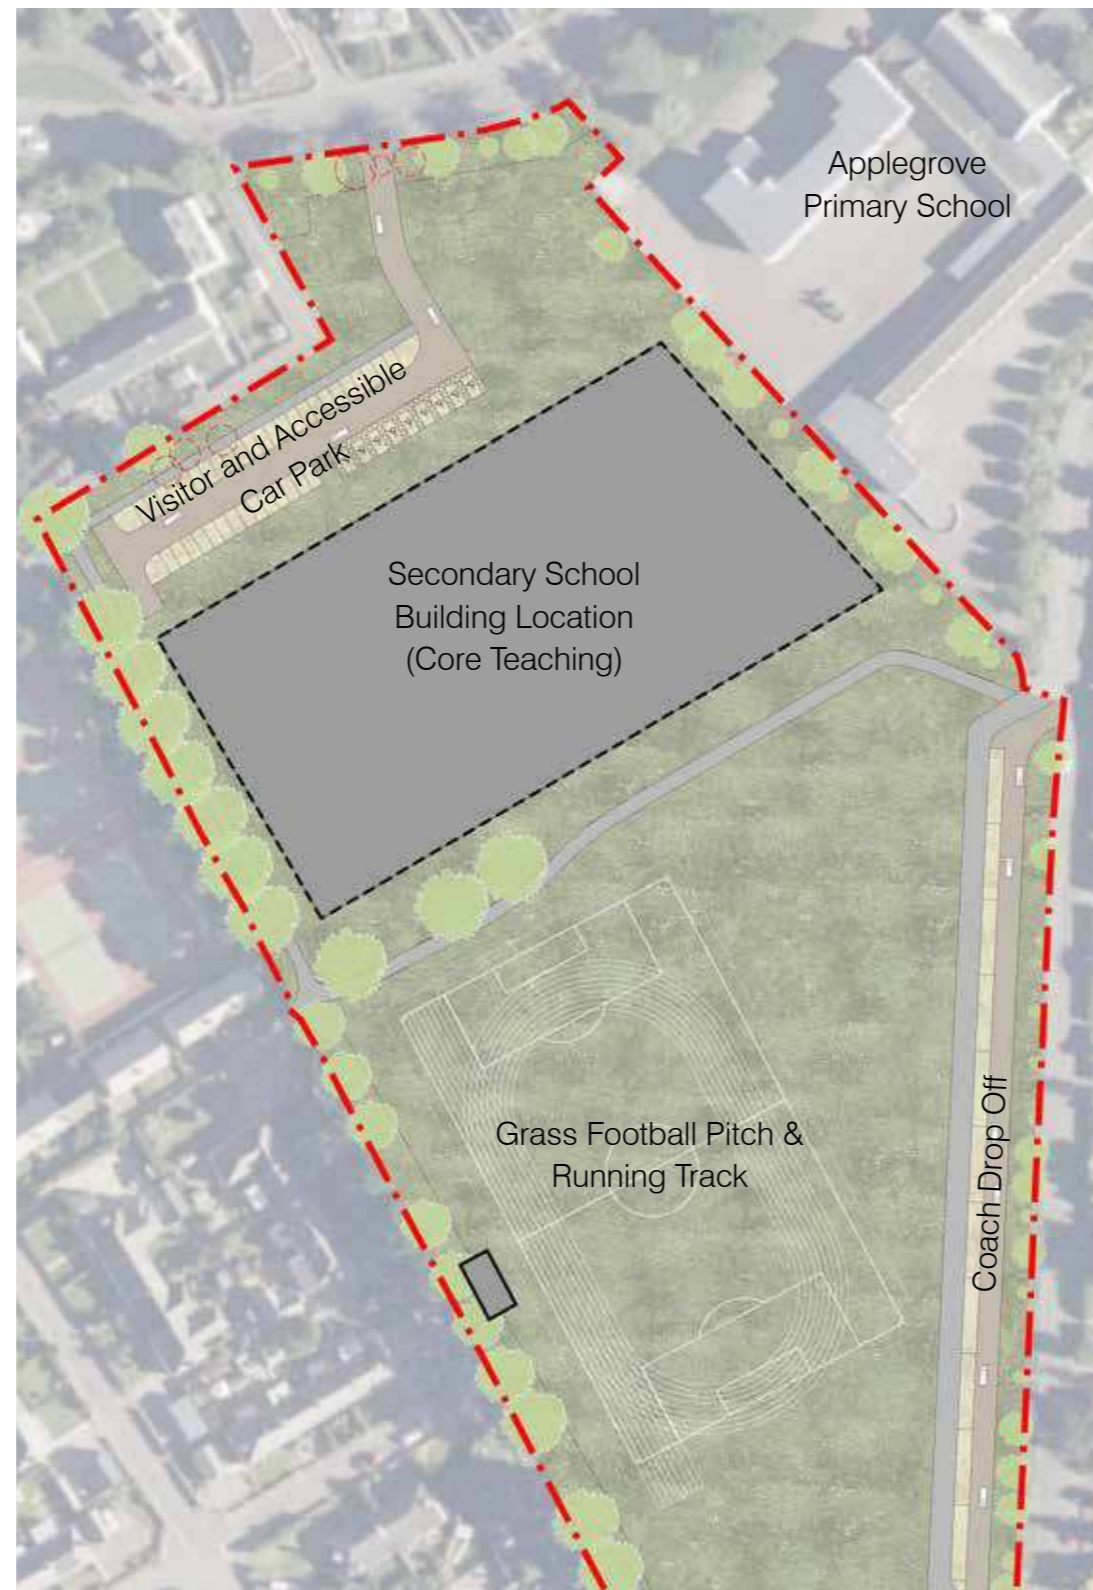 Applegrove
Primary School
Visitor and Accessible
Car Park
Secondary School
Building Location
(Core Teaching)
Grass Football Pitch &
Running Track
Coach Drop Off